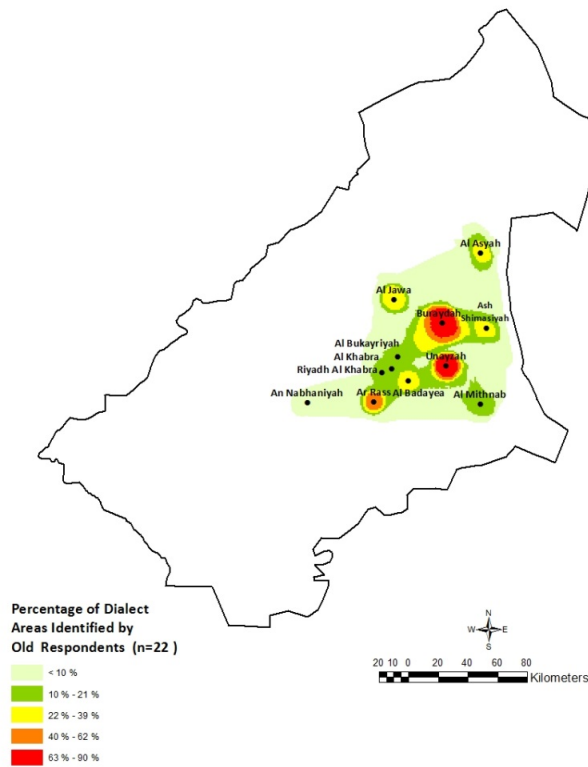 Al Asyah
Al Jawa
Buraydah
Ash
Shimasiyah
Al Bukayriyah
Al Khabra
Riyadh Al Khabra
Unayzah
An Nabhaniyah
Ar Rass
Al Badayea
Al Mithnab
Percentage of Dialect
Areas Identified by
Old Respondents (n=22 )
< 10 %
10 % - 21 %
22 % - 39 %
40 % - 62 %
63 % - 90 %
N
W
E
S
20 10 0 20 40 60 80
Kilometers